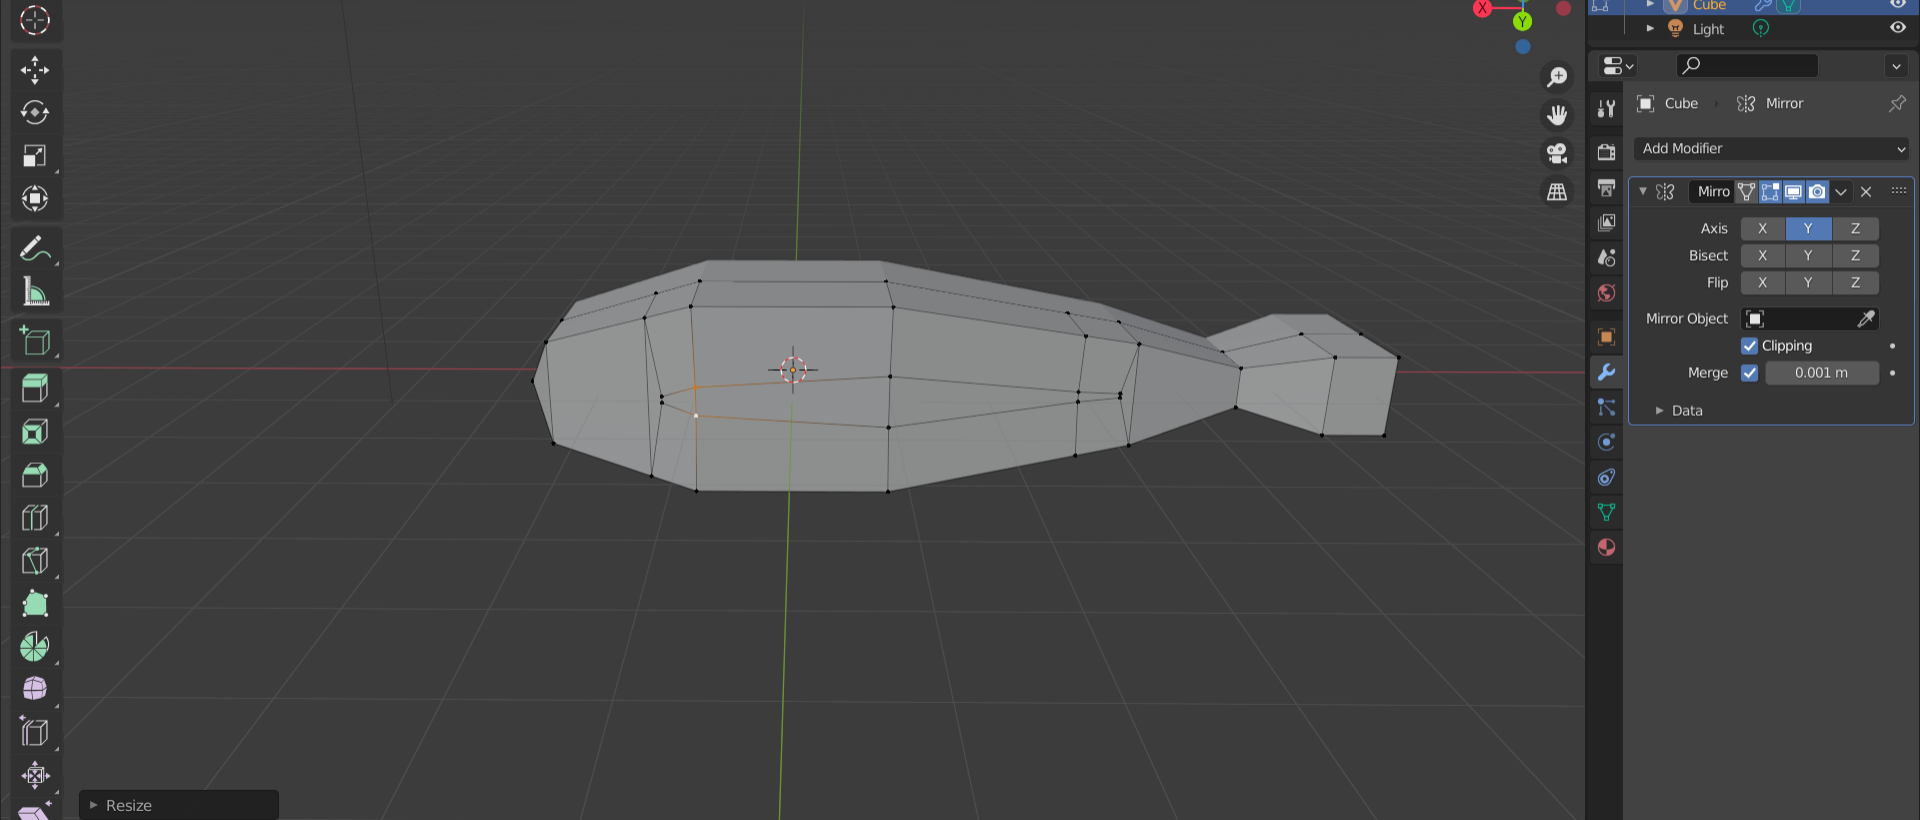 Cube
Light
X
Y
Cube › Mirror
Add Modifier
Mirro
Axis X Y Z
Bisect X Y Z
Flip X Y Z
Mirror Object
Clipping
Merge 0.001 m
Data
Resize